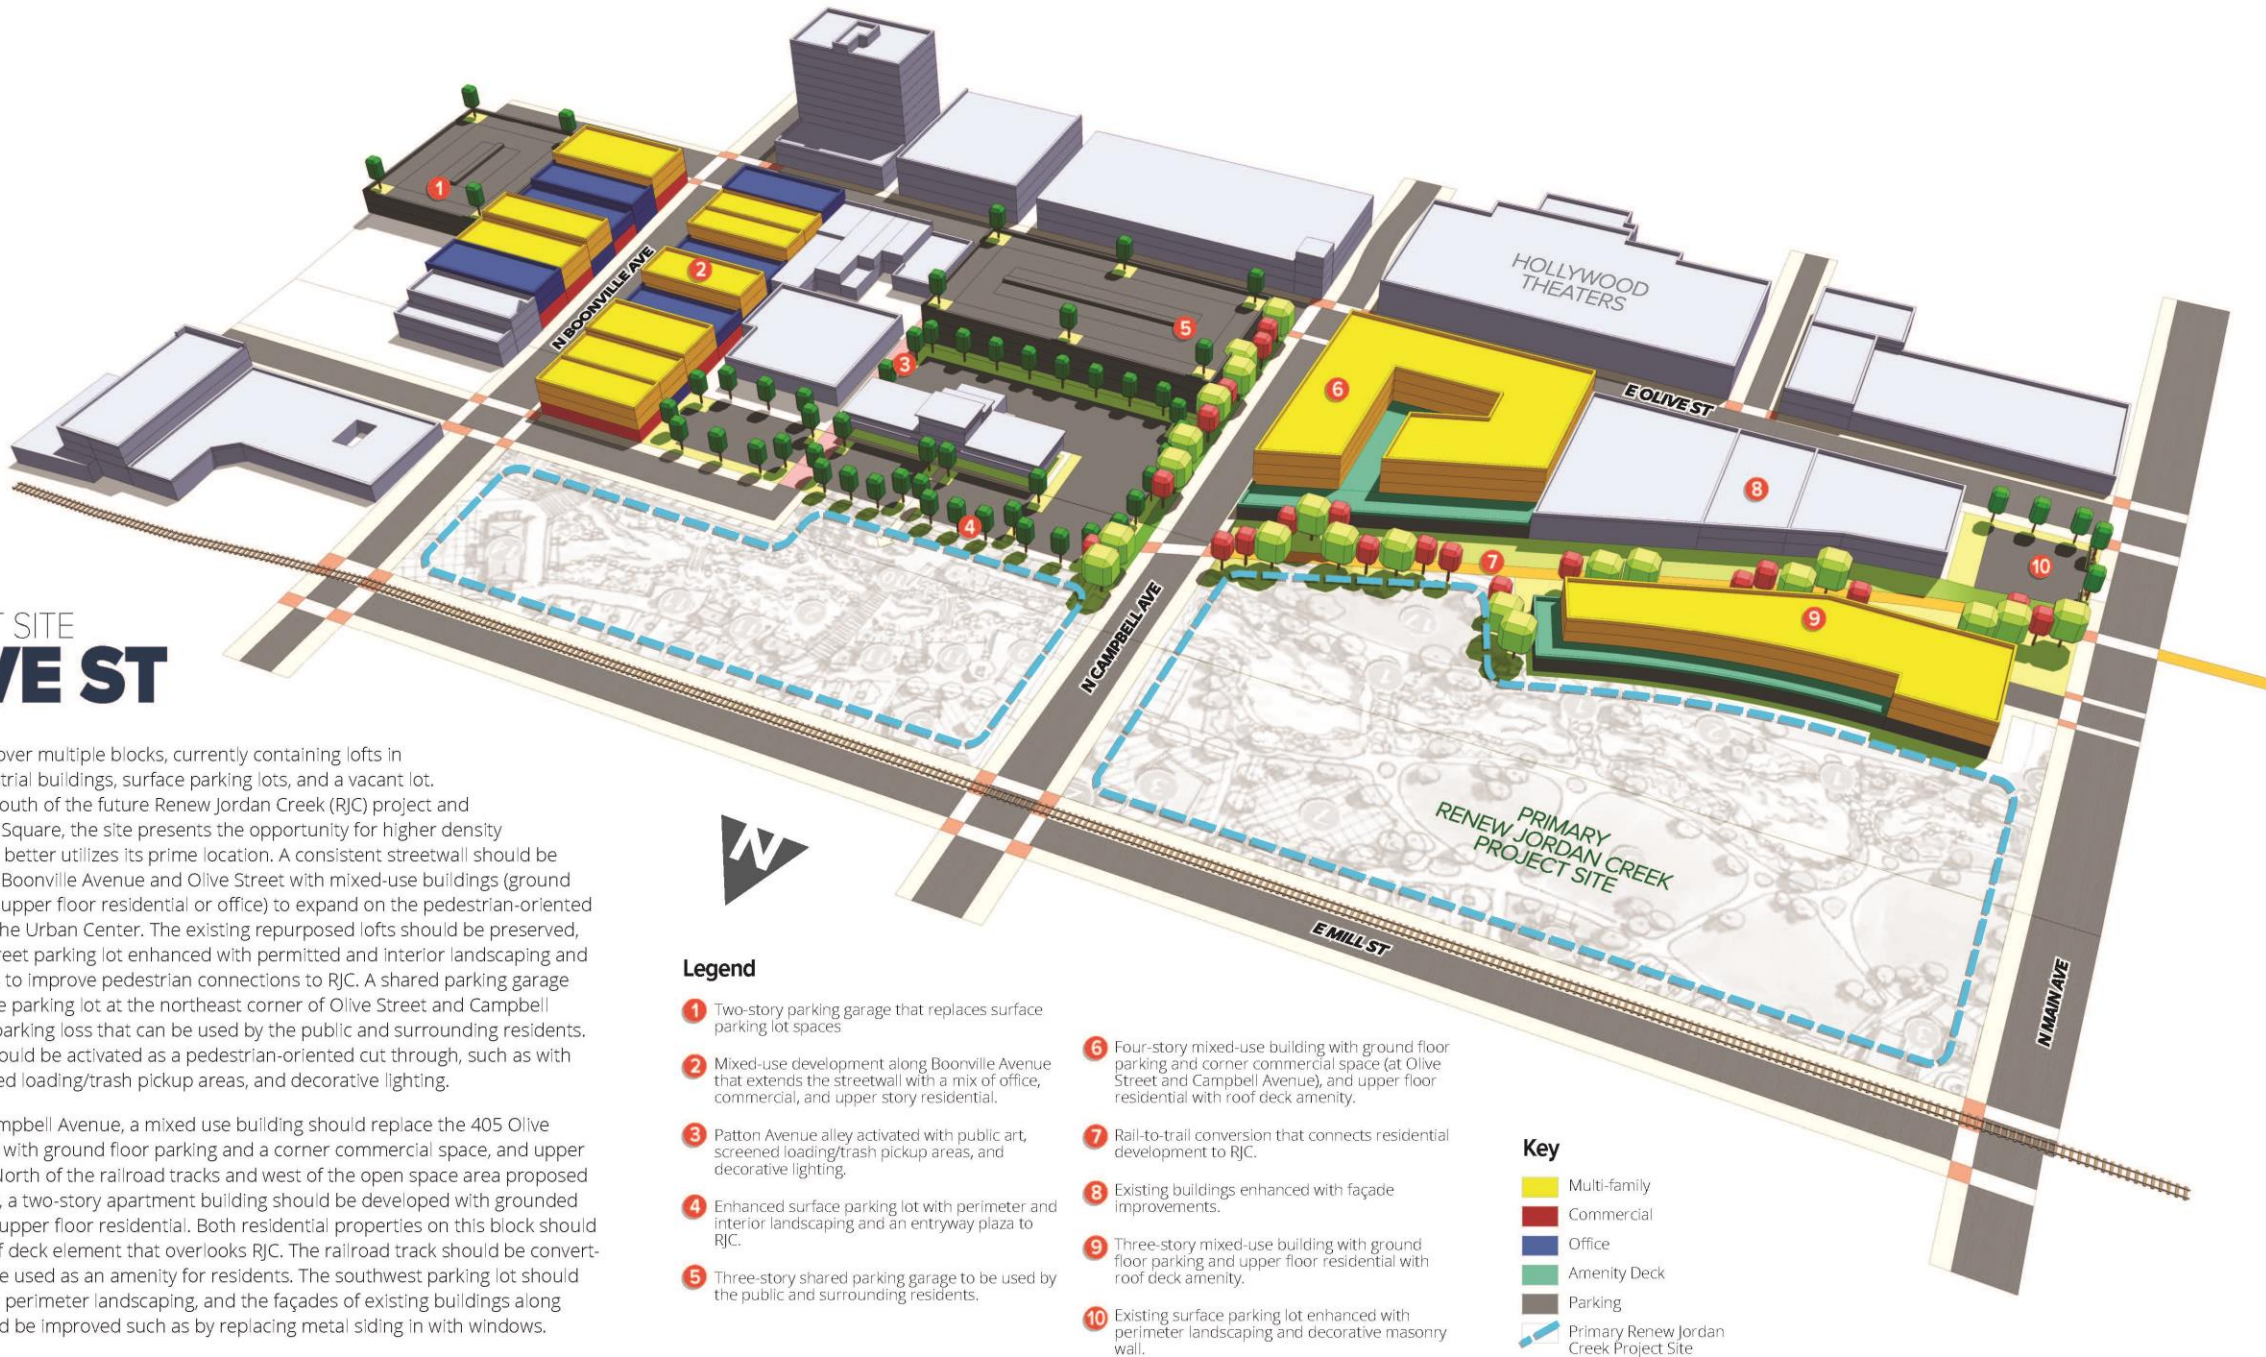 HOLLYWOOD
THEATERS
N BOONVILLE AVE
E OLIVE ST
N CAMPBELL AVE
E MILL ST
N MAIN AVE
PRIMARY
RENEW JORDAN CREEK
PROJECT SITE
1
2
3
4
5
6
7
8
9
10
N
SITE
ST
over multiple blocks, currently containing lofts in
buildings, surface parking lots, and a vacant lot.
of the future Renew Jordan Creek (RJC) project and
Square, the site presents the opportunity for higher density
better utilizes its prime location. A consistent streetwall should be
Boonville Avenue and Olive Street with mixed-use buildings (ground
upper floor residential or office) to expand on the pedestrian-oriented
the Urban Center. The existing repurposed lofts should be preserved,
parking lot enhanced with permitted and interior landscaping and
to improve pedestrian connections to RJC. A shared parking garage
parking lot at the northeast corner of Olive Street and Campbell
parking loss that can be used by the public and surrounding residents.
be activated as a pedestrian-oriented cut through, such as with
loading/trash pickup areas, and decorative lighting.
Avenue, a mixed use building should replace the 405 Olive
with ground floor parking and a corner commercial space, and upper
of the railroad tracks and west of the open space area proposed
, a two-story apartment building should be developed with grounded
upper floor residential. Both residential properties on this block should
deck element that overlooks RJC. The railroad track should be convert-
used as an amenity for residents. The southwest parking lot should
perimeter landscaping, and the façades of existing buildings along
be improved such as by replacing metal siding in with windows.
Legend
1 Two-story parking garage that replaces surface
parking lot spaces
2 Mixed-use development along Boonville Avenue
that extends the streetwall with a mix of office,
commercial, and upper story residential.
3 Patton Avenue alley activated with public art,
screened loading/trash pickup areas, and
decorative lighting.
4 Enhanced surface parking lot with perimeter and
interior landscaping and an entryway plaza to
RJC.
5 Three-story shared parking garage to be used by
the public and surrounding residents.
6 Four-story mixed-use building with ground floor
parking and corner commercial space (at Olive
Street and Campbell Avenue), and upper floor
residential with roof deck amenity.
7 Rail-to-trail conversion that connects residential
development to RJC.
8 Existing buildings enhanced with façade
improvements.
9 Three-story mixed-use building with ground
floor parking and upper floor residential with
roof deck amenity.
10 Existing surface parking lot enhanced with
perimeter landscaping and decorative masonry
wall.
Key
Multi-family
Commercial
Office
Amenity Deck
Parking
Primary Renew Jordan
Creek Project Site